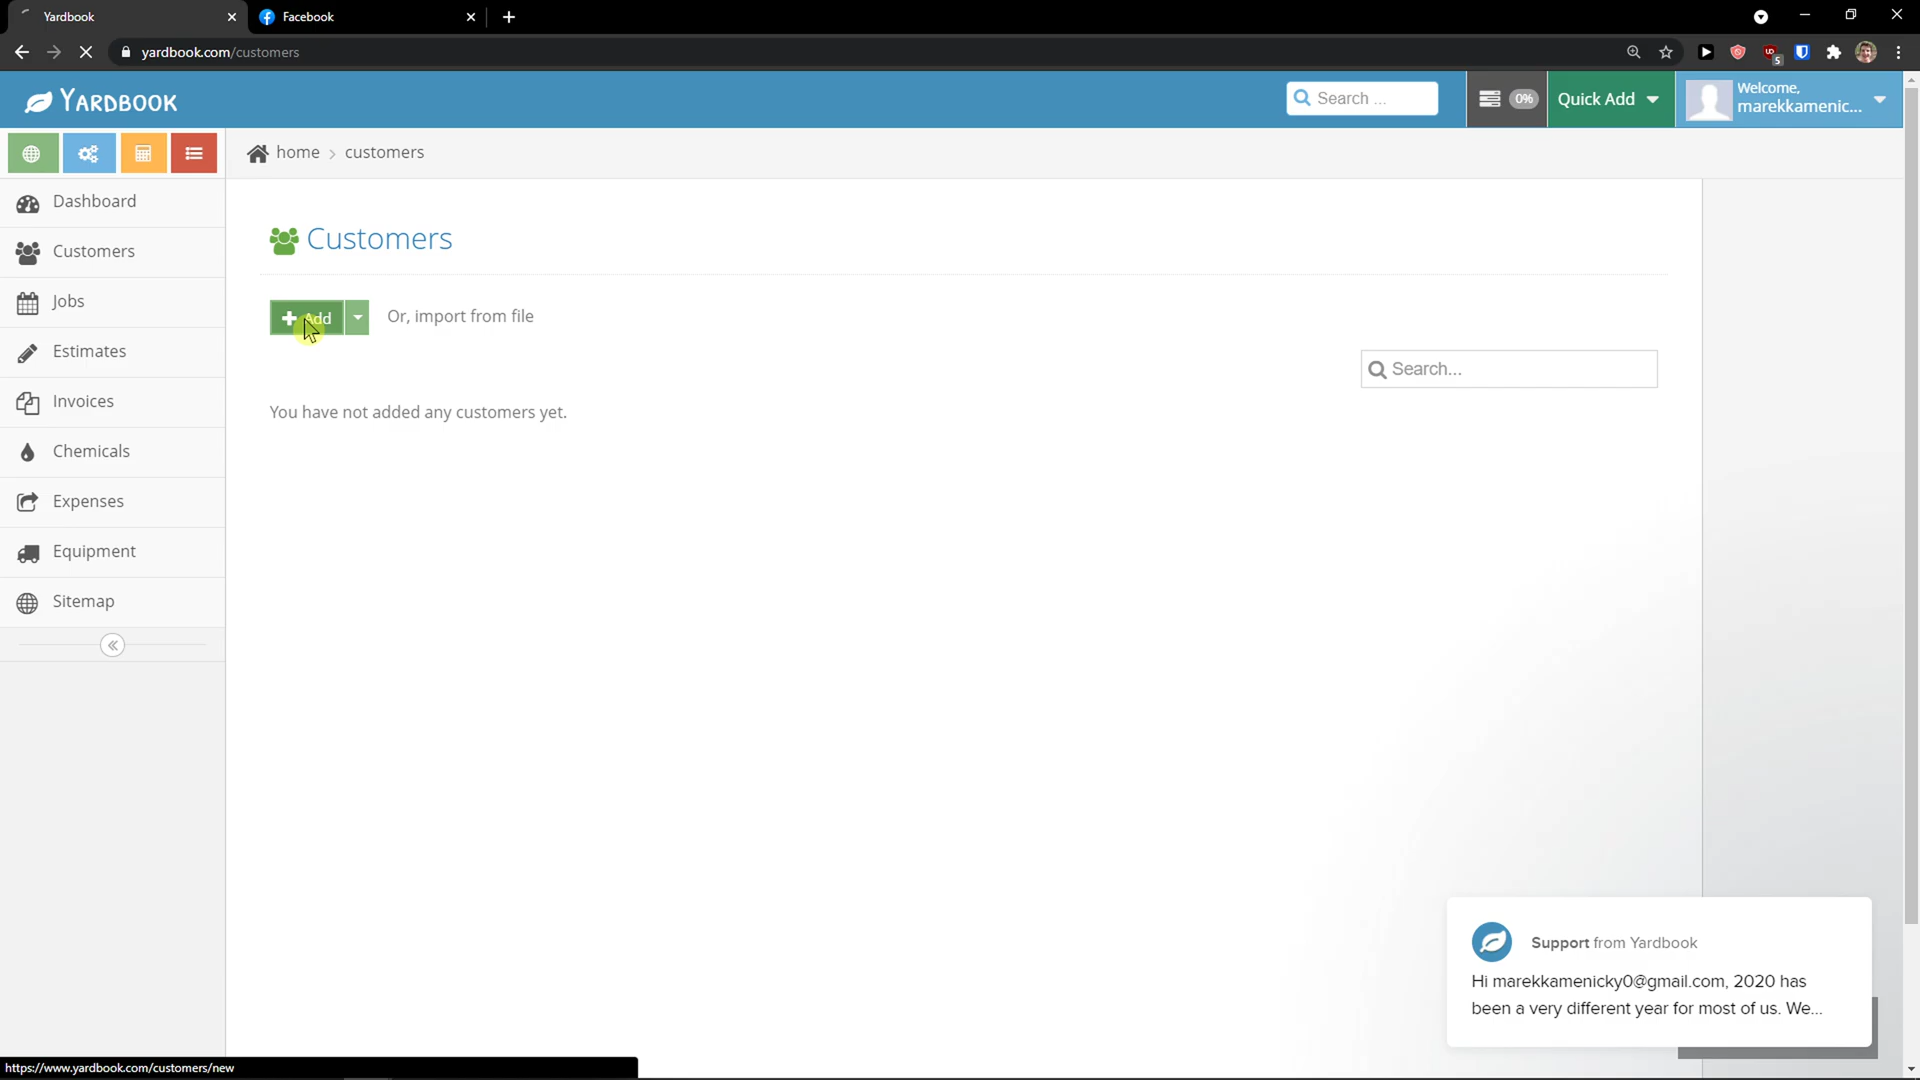 Yardbook
Facebook
yardbook.com/customers
5
YARDBOOK
Search ...
0%
Quick Add
Welcome,
marekkamenic...
home > customers
Dashboard
Customers
Jobs
Estimates
Invoices
Chemicals
Expenses
Equipment
Sitemap
Customers
Add
Or, import from file
Search...
You have not added any customers yet.
Support from Yardbook
Hi marekkamenicky0@gmail.com, 2020 has
been a very different year for most of us. We...
https://www.yardbook.com/customers/new